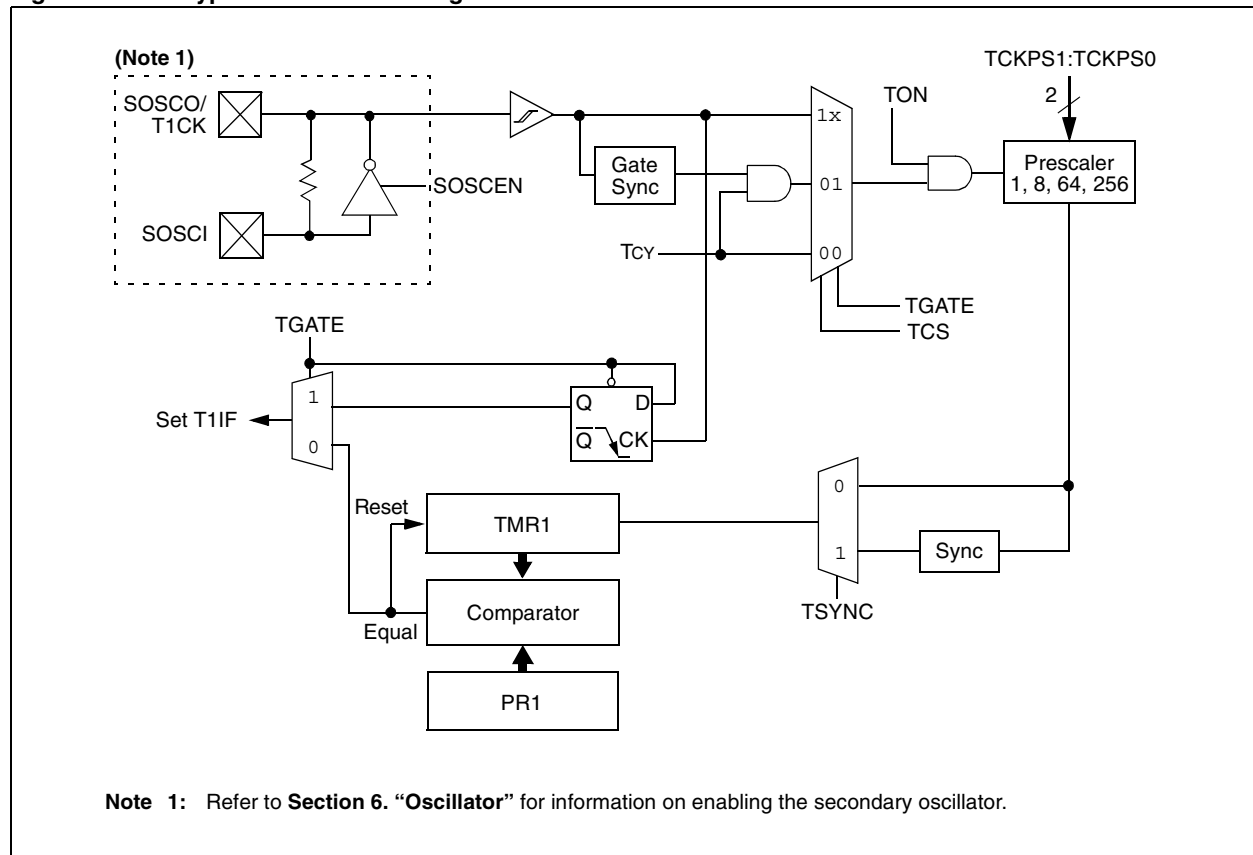 (Note 1)
SOSCO/
T1CK
SOSCEN
SOSCI
Gate
Sync
TCY
1x
01
00
TON
TCKPS1:TCKPS0
2
Prescaler
1, 8, 64, 256
TGATE
TCS
TGATE
1
0
Set T1IF
Q
D
Q
CK
Reset
TMR1
Equal
Comparator
PR1
0
1
Sync
TSYNC
Note 1: Refer to Section 6. “Oscillator” for information on enabling the secondary oscillator.